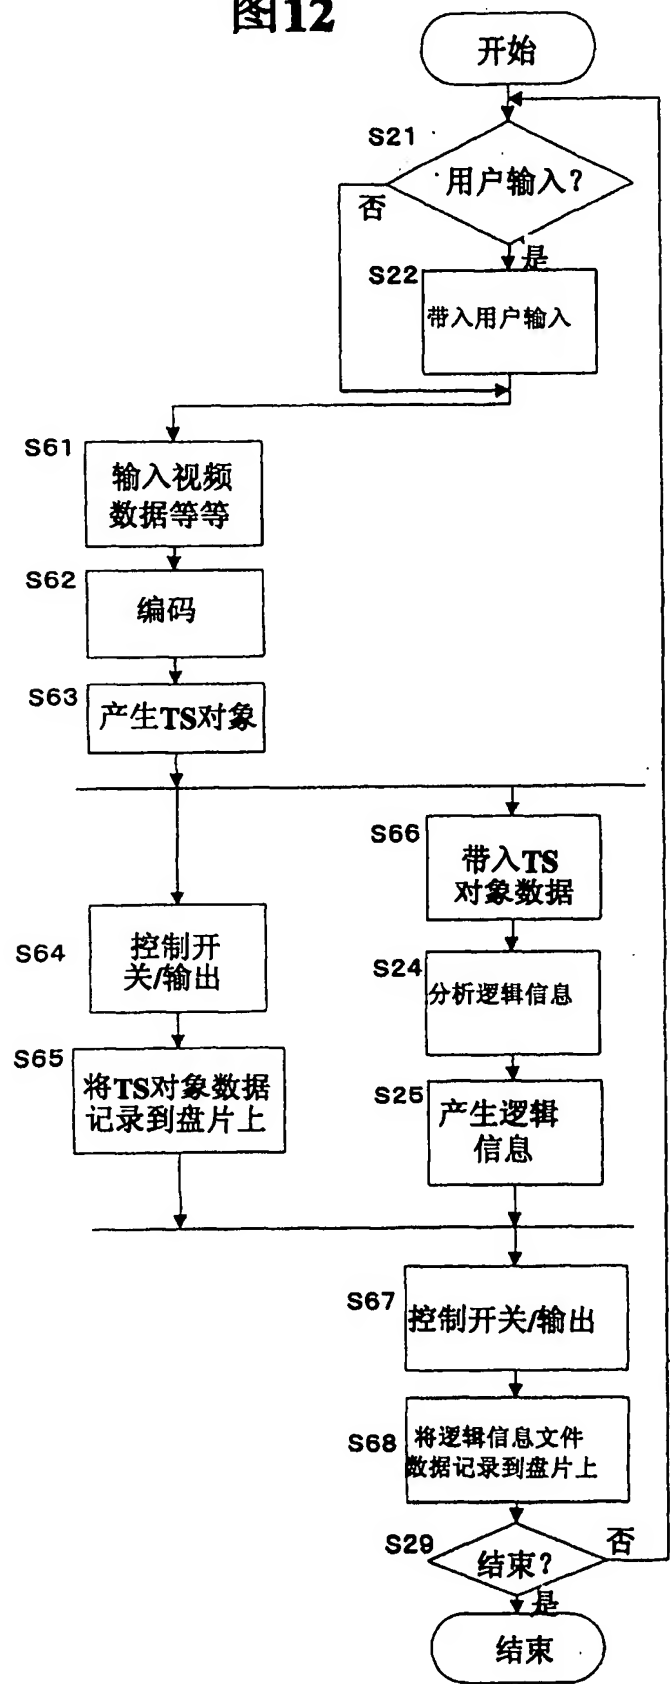 图12
开始
S21
用户输入?
否
是
S22
带入用户输入
S61
输入视频
数据等等
S62
编码
S63
产生TS对象
S66
带入TS
对象数据
S64
控制开
关/输出
S24
分析逻辑信息
S65
将TS对象数据
记录到盘片上
S25
产生逻辑
信息
S67
控制开关/输出
S68
将逻辑信息文件
数据记录到盘片上
S29
结束?
否
是
结束